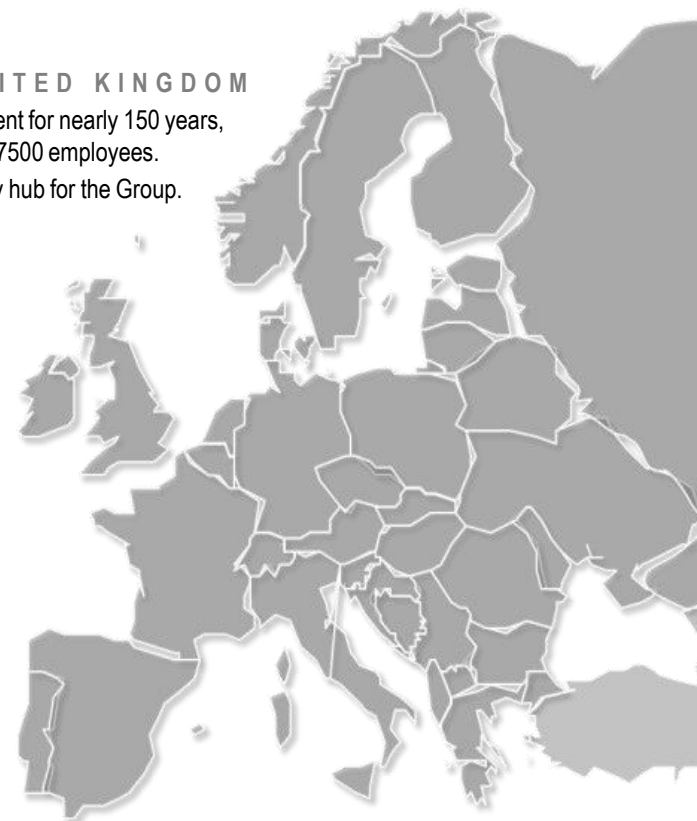 ITED KINGDOM
ent for nearly 150 years,
7500 employees.
hub for the Group.